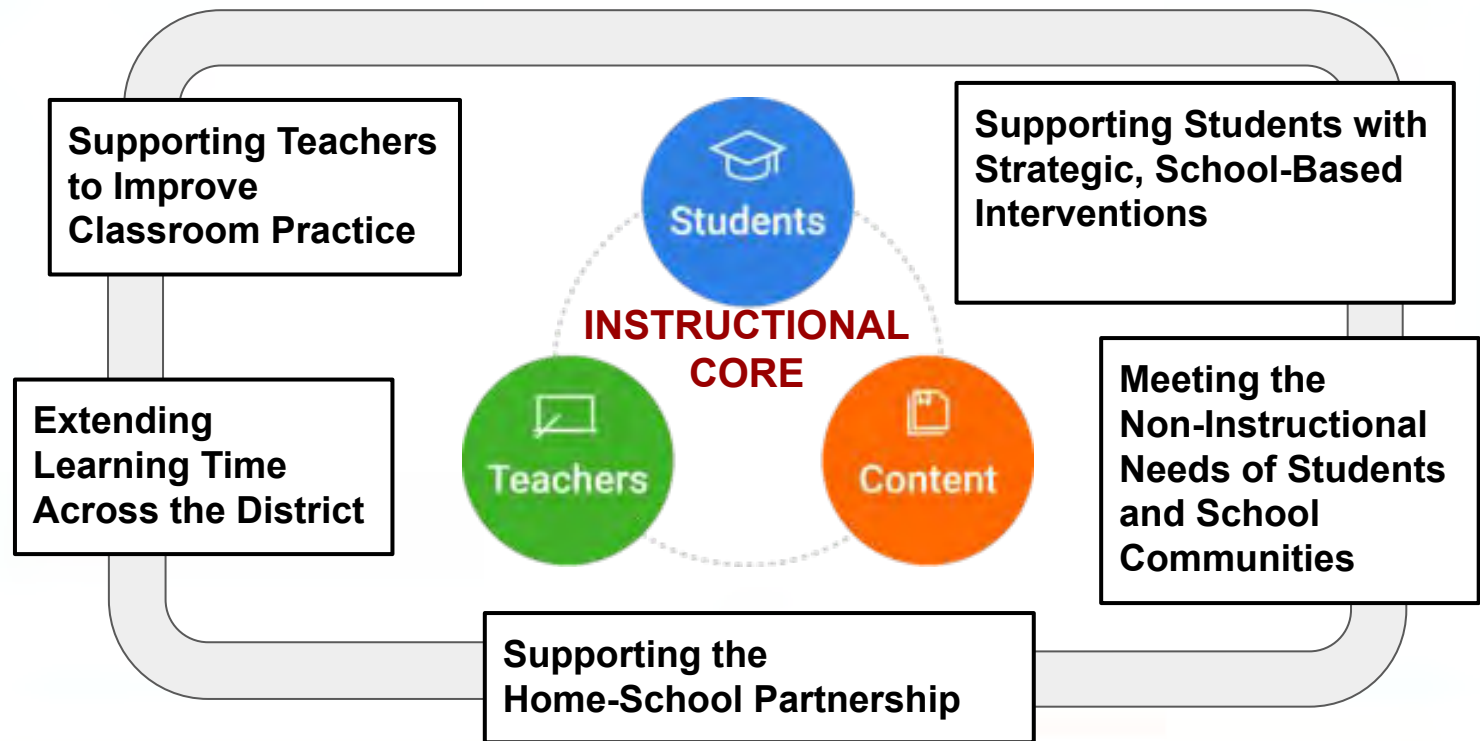 Supporting Teachers
to Improve
Classroom Practice
Supporting Students with
Strategic, School-Based
Interventions
Students
INSTRUCTIONAL
CORE
Teachers
Content
Extending
Learning Time
Across the District
Meeting the
Non-Instructional
Needs of Students
and School
Communities
Supporting the
Home-School Partnership